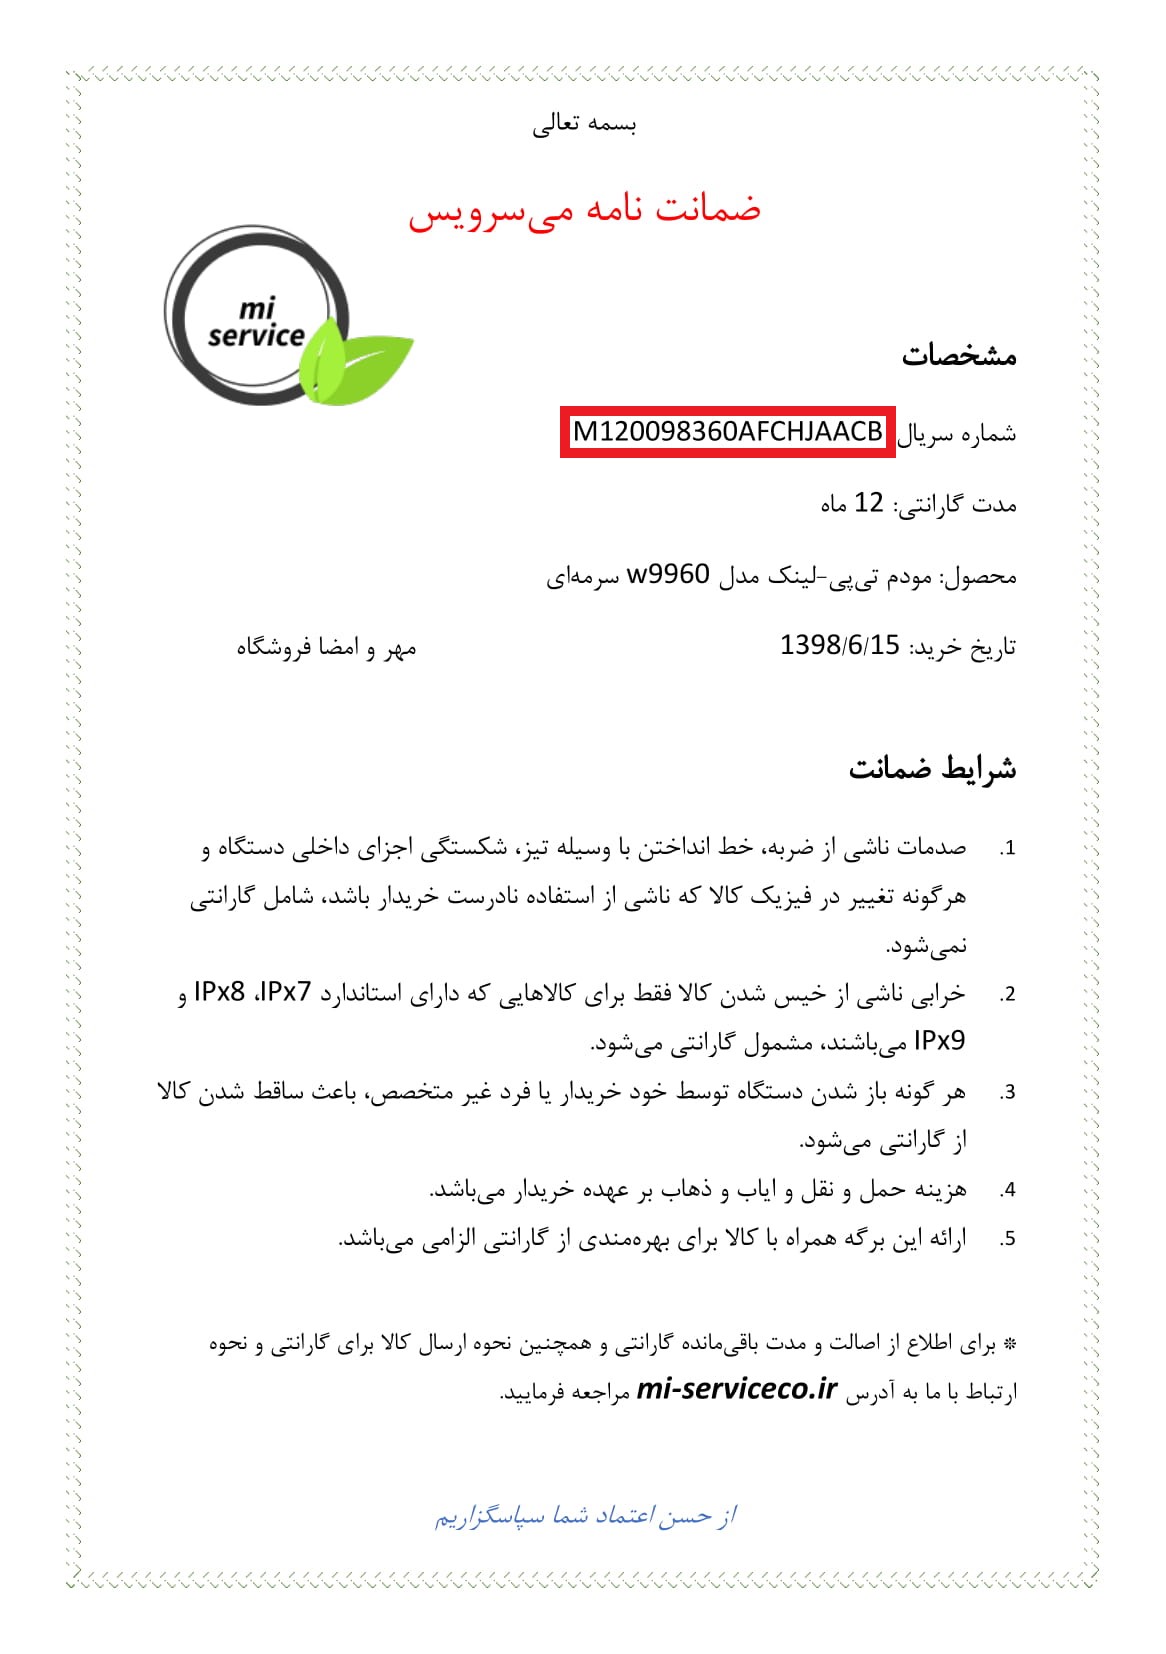 بسمه تعالی
ضمانت نامه می‌سرویس
mi
service
مشخصات
شماره سریال M120098360AFCHJAACB
مدت گارانتی: 12 ماه
محصول: مودم تی‌پی-لینک مدل w9960 سرمه‌ای
تاریخ خرید: 1398/6/15 مهر و امضا فروشگاه
شرایط ضمانت
1. صدمات ناشی از ضربه، خط انداختن با وسیله تیز، شکستگی اجزای داخلی دستگاه و
هرگونه تغییر در فیزیک کالا که ناشی از استفاده نادرست خریدار باشد، شامل گارانتی
نمی‌شود.
2. خرابی ناشی از خیس شدن کالا فقط برای کالاهایی که دارای استاندارد IPx7، IPx8 و
IPx9 می‌باشند، مشمول گارانتی می‌شود.
3. هر گونه باز شدن دستگاه توسط خود خریدار یا فرد غیر متخصص، باعث ساقط شدن کالا
از گارانتی می‌شود.
4. هزینه حمل و نقل و ایاب و ذهاب بر عهده خریدار می‌باشد.
5. ارائه این برگه همراه با کالا برای بهره‌مندی از گارانتی الزامی می‌باشد.
* برای اطلاع از اصالت و مدت باقی‌مانده گارانتی و همچنین نحوه ارسال کالا برای گارانتی و نحوه
ارتباط با ما به آدرس mi-serviceco.ir مراجعه فرمایید.
از حسن اعتماد شما سپاسگزاریم